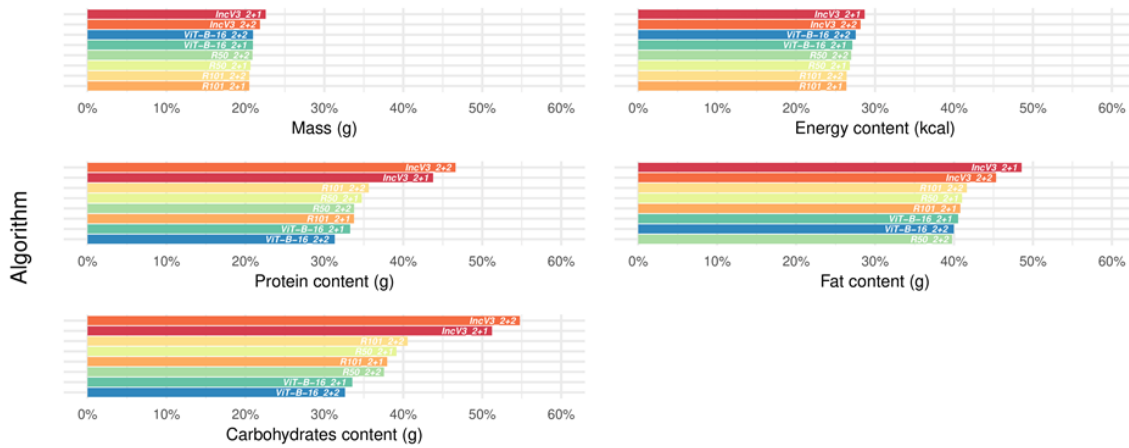 IncV3_2+1
IncV3_2+2
ViT-B-16_2+2
ViT-B-16_2+1
R50_2+2
R50_2+1
R101_2+2
R101_2+1
0% 10% 20% 30% 40% 50% 60%
Mass (g)
IncV3_2+1
IncV3_2+2
ViT-B-16_2+2
ViT-B-16_2+1
R50_2+2
R50_2+1
R101_2+2
R101_2+1
0% 10% 20% 30% 40% 50% 60%
Energy content (kcal)
Algorithm
IncV3_2+2
IncV3_2+1
R101_2+2
R50_2+1
R50_2+2
R101_2+1
ViT-B-16_2+1
ViT-B-16_2+2
0% 10% 20% 30% 40% 50% 60%
Protein content (g)
IncV3_2+1
IncV3_2+2
R101_2+2
R50_2+1
R101_2+1
ViT-B-16_2+1
ViT-B-16_2+2
R50_2+2
0% 10% 20% 30% 40% 50% 60%
Fat content (g)
IncV3_2+2
IncV3_2+1
R101_2+2
R50_2+1
R101_2+1
R50_2+2
ViT-B-16_2+1
ViT-B-16_2+2
0% 10% 20% 30% 40% 50% 60%
Carbohydrates content (g)